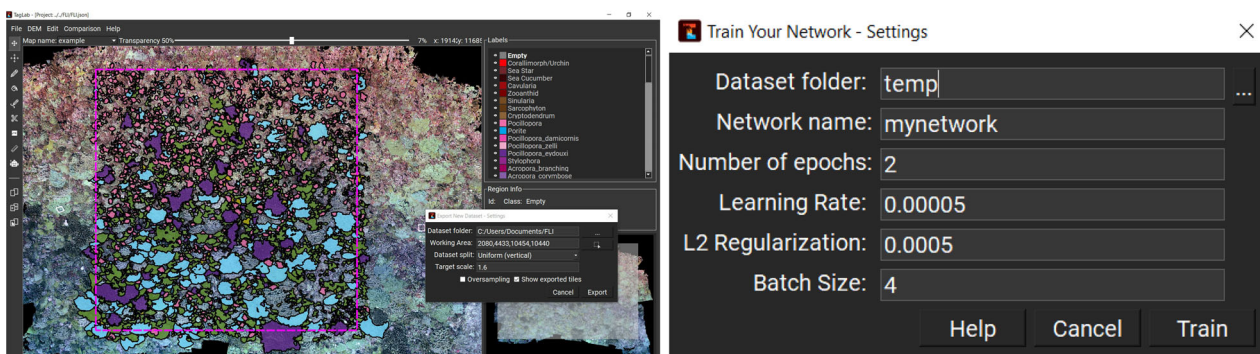 TagLab - [Project: ../../FLI/FLI.json]
File DEM Edit Comparison Help
Map name: example Transparency 50% 7% x: 1914 y: 1168
Labels
Empty
Corallimorph/Urchin
Sea Star
Sea Cucumber
Cavularia
Zooanthid
Sinularia
Sarcophyton
Cryptodendrum
Pocillopora
Porite
Pocillopora_damicornis
Pocillopora_zelli
Pocillopora_eydouxi
Stylophora
Acropora_branching
Acropora_corymbose
Region Info
Id: Class: Empty
Export New Dataset - Settings
Dataset folder: C:/Users/Documents/FLI ...
Working Area: 2080,4433,10454,10440
Dataset split: Uniform (vertical)
Target scale: 1.6
Oversampling Show exported tiles
Cancel Export
Train Your Network - Settings
Dataset folder: temp ...
Network name: mynetwork
Number of epochs: 2
Learning Rate: 0.00005
L2 Regularization: 0.0005
Batch Size: 4
Help Cancel Train